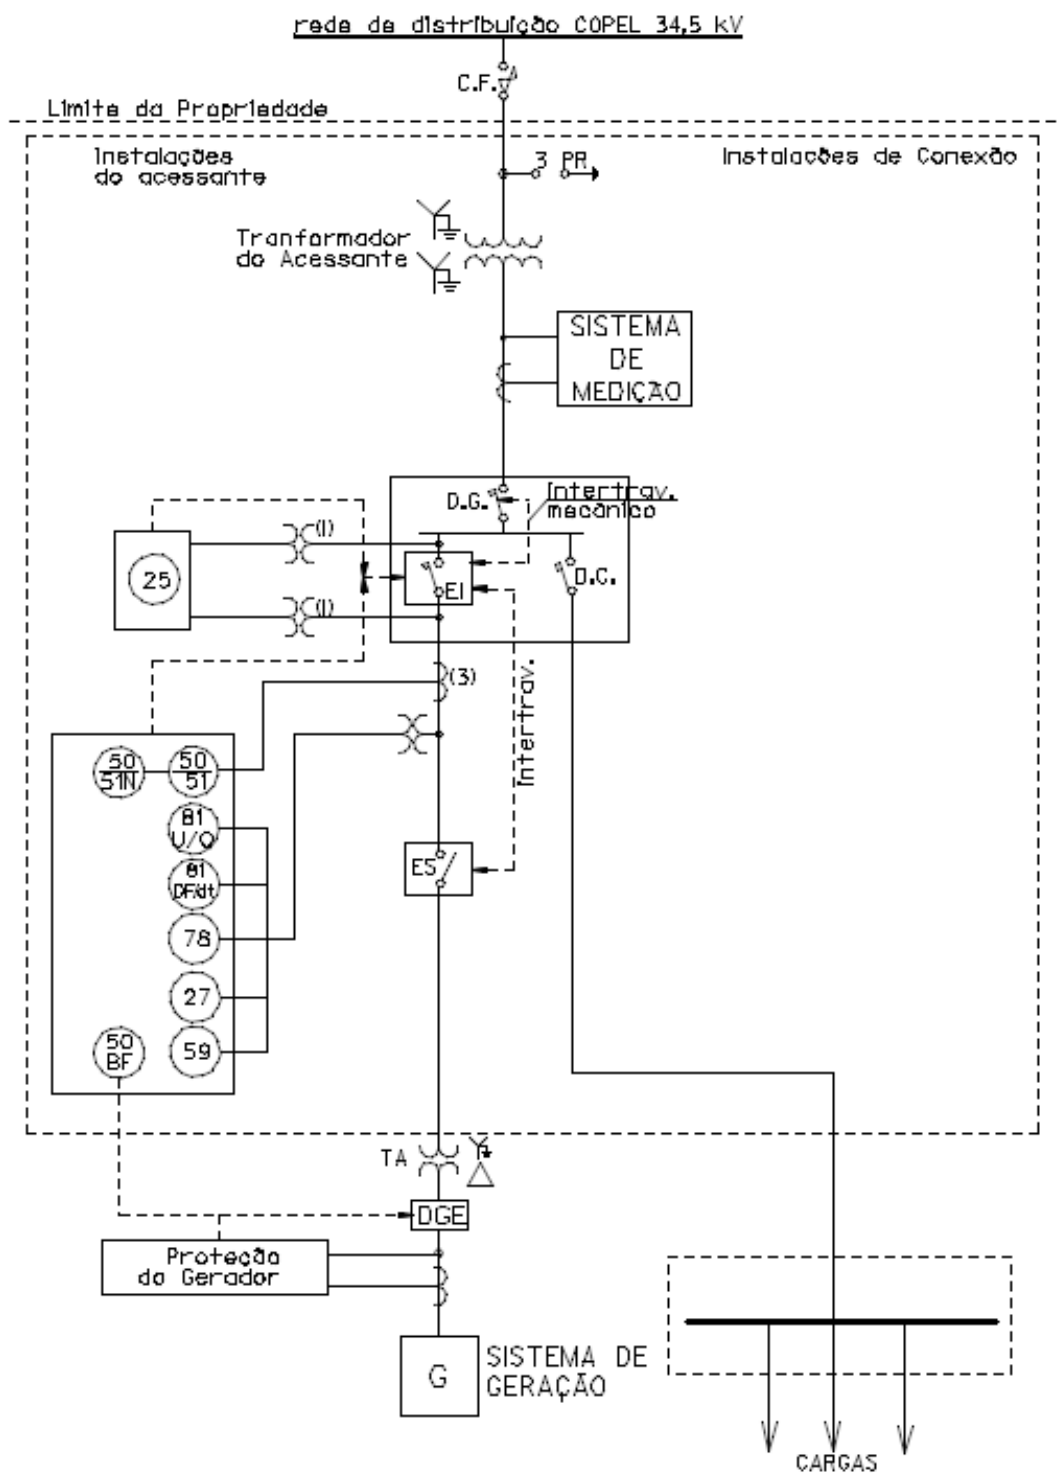 rede de distribuição COPEL 34,5 kV
C.F.
Limite da Propriedade
Instalações
do acessante
Instalacões de Conexão
3 PR
Tranformador
do Acessante
SISTEMA
DE
MEDIÇÃO
D.G.
Intertrav.
mecânico
(1)
25
EI
D.C.
(1)
(3)
Intertrav.
50
51N
50
51
81
U/O
81
DF/dt
ES
78
27
50
BF
59
TA
DGE
Proteção
do Gerador
G
SISTEMA DE
GERAÇÃO
CARGAS